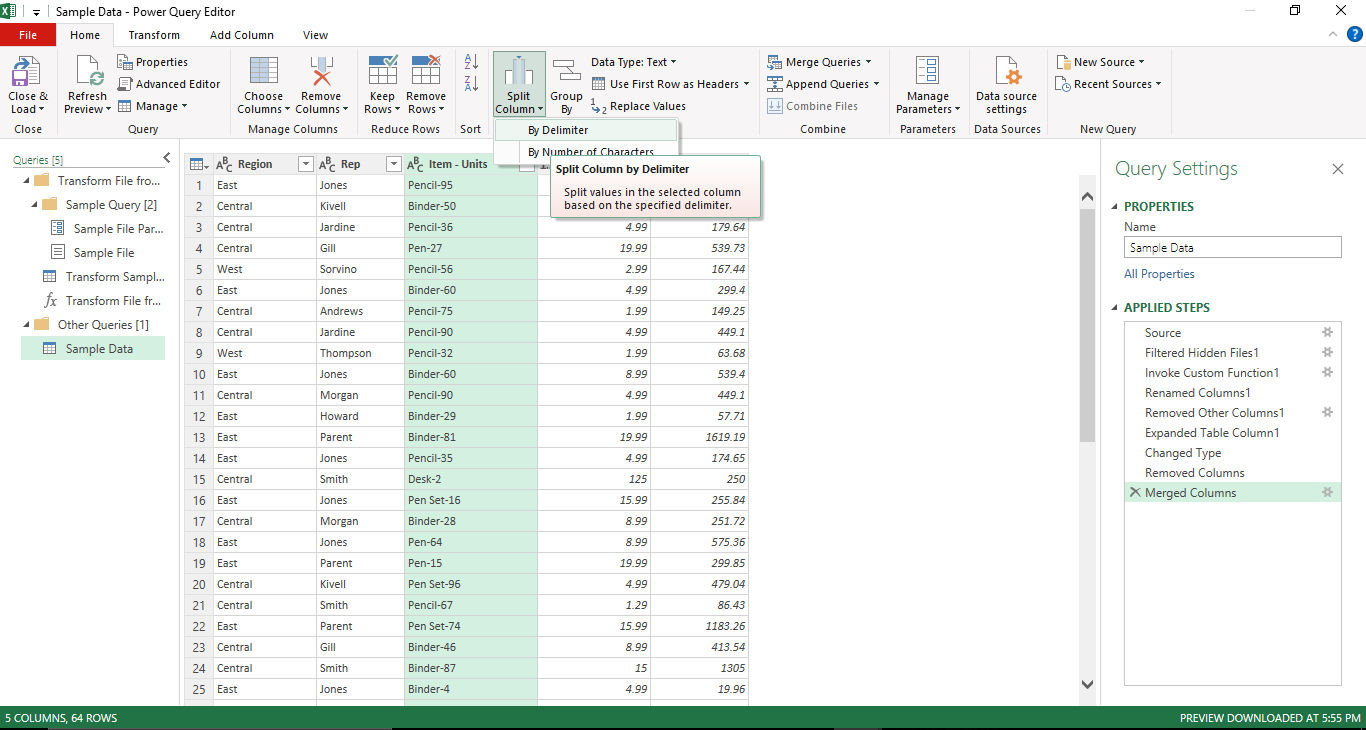 Sample Data - Power Query Editor
File Home Transform Add Column View
Close & Load
Close
Refresh Preview
Properties
Advanced Editor
Manage
Query
Choose Columns
Remove Columns
Manage Columns
Keep Rows
Remove Rows
Reduce Rows
Sort
Split Column
Group By
Data Type: Text
Use First Row as Headers
Replace Values
Merge Queries
Append Queries
Combine Files
Combine
Manage Parameters
Parameters
Data source settings
Data Sources
New Source
Recent Sources
New Query
By Delimiter
By Number of Characters
Split Column by Delimiter
Split values in the selected column
based on the specified delimiter.
Queries [5]
Transform File fro...
Sample Query [2]
Sample File Par...
Sample File
Transform Sampl...
fx Transform File fr...
Other Queries [1]
Sample Data
Region Rep Item - Units
1 East Jones Pencil-95
2 Central Kivell Binder-50
3 Central Jardine Pencil-36 4.99 179.64
4 Central Gill Pen-27 19.99 539.73
5 West Sorvino Pencil-56 2.99 167.44
6 East Jones Binder-60 4.99 299.4
7 Central Andrews Pencil-75 1.99 149.25
8 Central Jardine Pencil-90 4.99 449.1
9 West Thompson Pencil-32 1.99 63.68
10 East Jones Binder-60 8.99 539.4
11 Central Morgan Pencil-90 4.99 449.1
12 East Howard Binder-29 1.99 57.71
13 East Parent Binder-81 19.99 1619.19
14 East Jones Pencil-35 4.99 174.65
15 Central Smith Desk-2 125 250
16 East Jones Pen Set-16 15.99 255.84
17 Central Morgan Binder-28 8.99 251.72
18 East Jones Pen-64 8.99 575.36
19 East Parent Pen-15 19.99 299.85
20 Central Kivell Pen Set-96 4.99 479.04
21 Central Smith Pencil-67 1.29 86.43
22 East Parent Pen Set-74 15.99 1183.26
23 Central Gill Binder-46 8.99 413.54
24 Central Smith Binder-87 15 1305
25 East Jones Binder-4 4.99 19.96
Query Settings
PROPERTIES
Name
Sample Data
All Properties
APPLIED STEPS
Source
Filtered Hidden Files1
Invoke Custom Function1
Renamed Columns1
Removed Other Columns1
Expanded Table Column1
Changed Type
Removed Columns
Merged Columns
5 COLUMNS, 64 ROWS
PREVIEW DOWNLOADED AT 5:55 PM